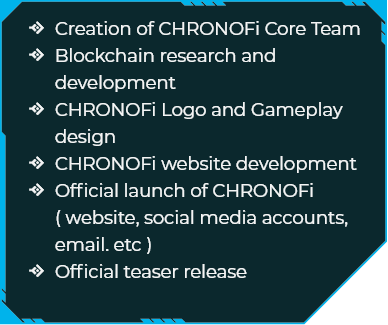 Creation of CHRONOFi Core Team
Blockchain research and
development
CHRONOFi Logo and Gameplay
design
CHRONOFi website development
Official launch of CHRONOFi
( website, social media accounts,
email. etc )
Official teaser release